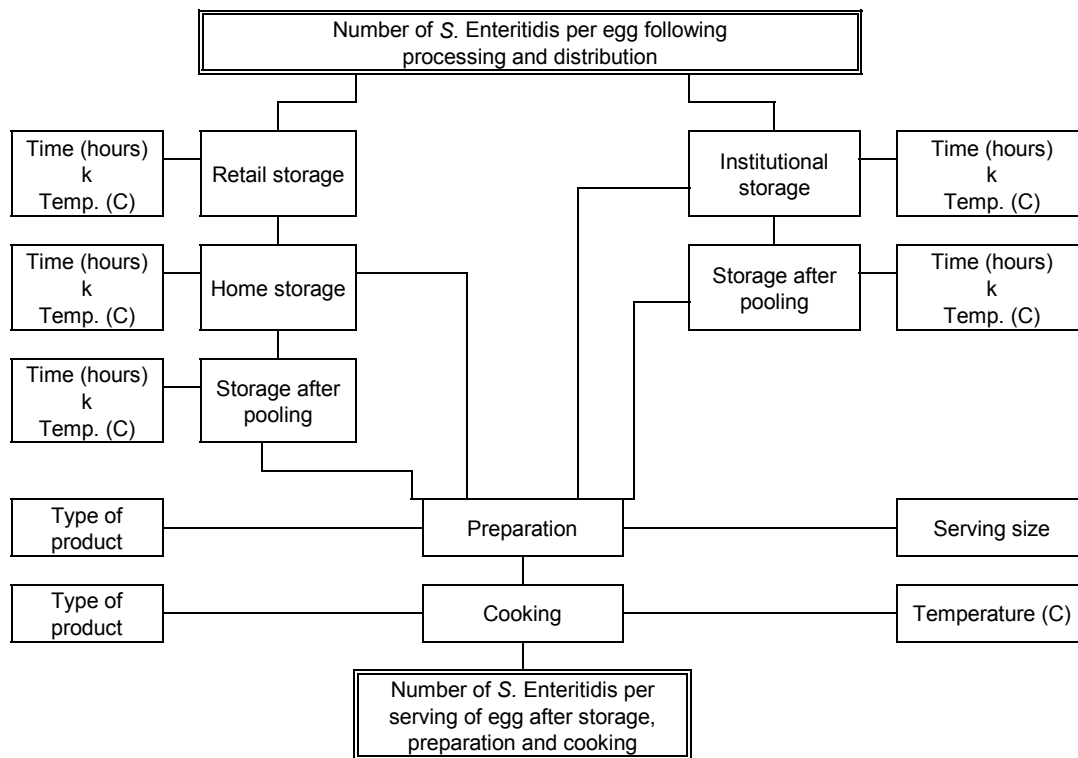 Number of S. Enteritidis per egg following
processing and distribution
Time (hours)
k
Temp. (C)
Retail storage
Institutional
storage
Time (hours)
k
Temp. (C)
Time (hours)
k
Temp. (C)
Home storage
Storage after
pooling
Time (hours)
k
Temp. (C)
Time (hours)
k
Temp. (C)
Storage after
pooling
Type of
product
Preparation
Serving size
Type of
product
Cooking
Temperature (C)
Number of S. Enteritidis per
serving of egg after storage,
preparation and cooking